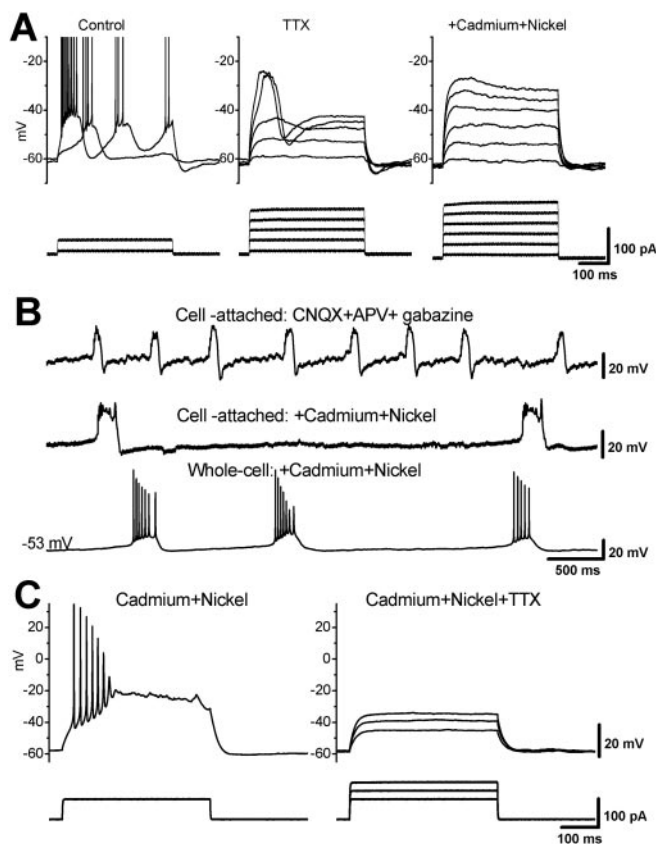 A
Control
TTX
+Cadmium+Nickel
-20
-40
-60
mV
-20
-40
-60
-20
-40
-60
100 pA
100 ms
B
Cell -attached: CNQX+APV+ gabazine
20 mV
Cell -attached: +Cadmium+Nickel
20 mV
Whole-cell: +Cadmium+Nickel
-53 mV
20 mV
500 ms
C
Cadmium+Nickel
Cadmium+Nickel+TTX
20
0
-20
-40
-60
mV
20
0
-20
-40
-60
20 mV
100 pA
100 ms